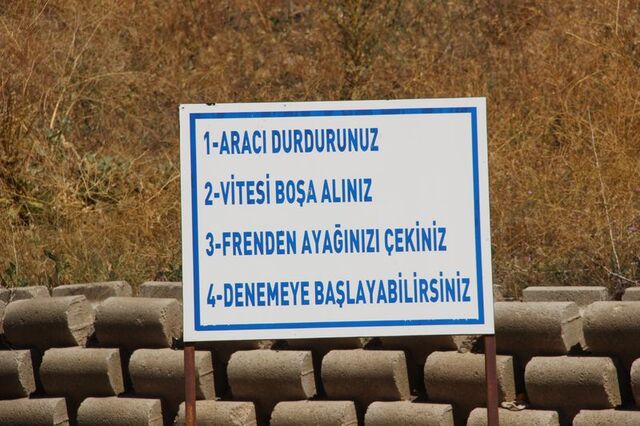 1-ARACI DURDURUNUZ
2-VİTESİ BOŞA ALINIZ
3-FRENDEN AYAĞINIZI ÇEKİNİZ
4-DENEMEYE BAŞLAYABİLİRSİNİZ